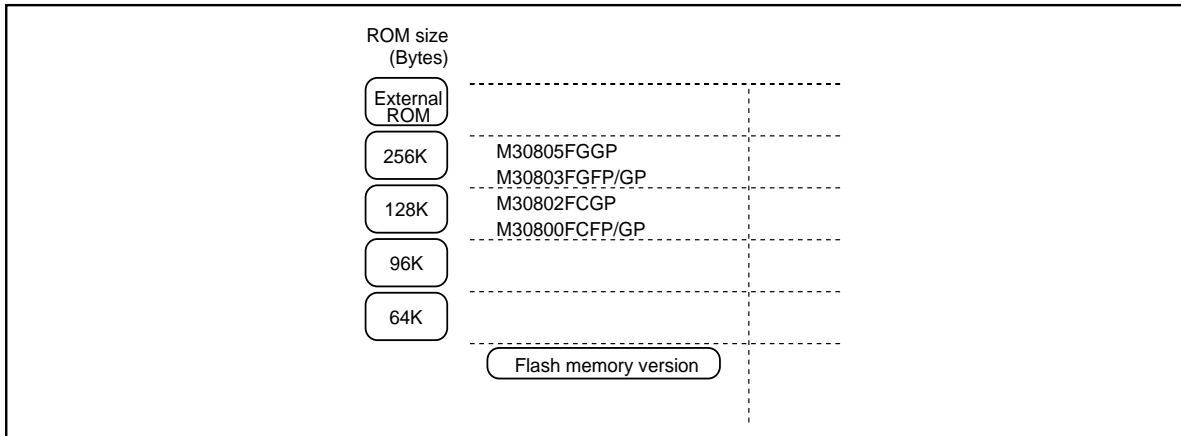 ROM size
(Bytes)
External
ROM
256K
M30805FGGP
M30803FGFP/GP
128K
M30802FCGP
M30800FCFP/GP
96K
64K
Flash memory version